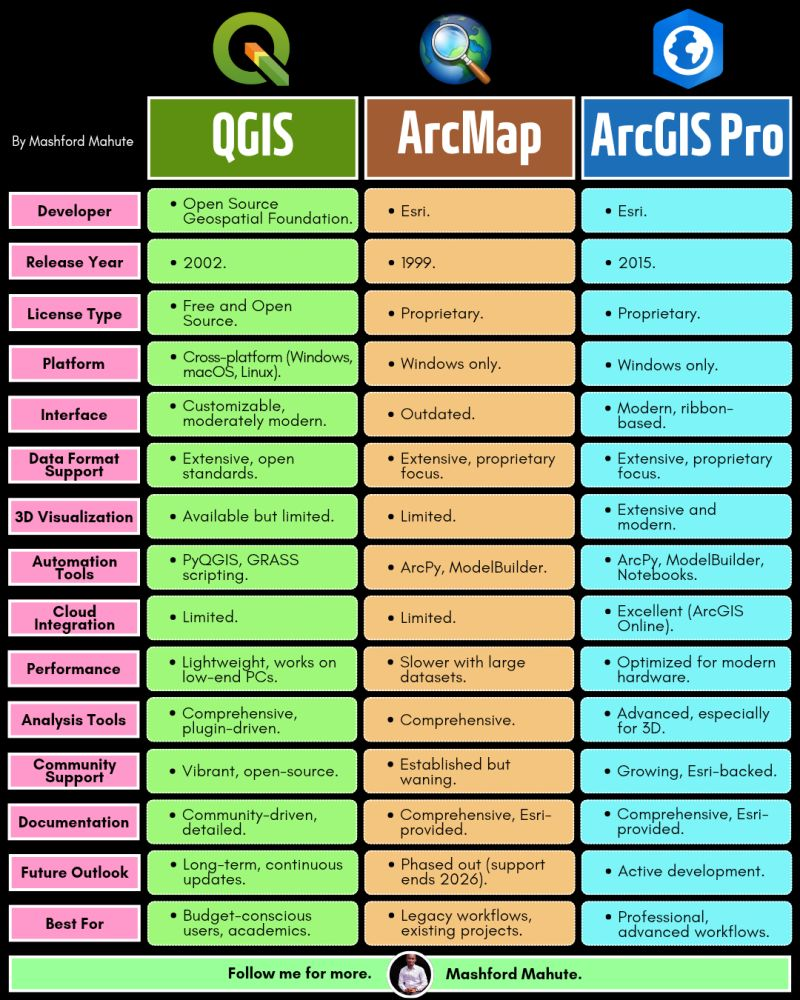 By Mashford Mahute
QGIS
ArcMap
ArcGIS Pro
Developer
• Open Source
Geospatial Foundation.
• Esri.
• Esri.
Release Year
• 2002.
• 1999.
• 2015.
License Type
• Free and Open
Source.
• Proprietary.
• Proprietary.
Platform
• Cross-platform (Windows,
macOS, Linux).
• Windows only.
• Windows only.
Interface
• Customizable,
moderately modern.
• Outdated.
• Modern, ribbon-
based.
Data Format
Support
• Extensive, open
standards.
• Extensive, proprietary
focus.
• Extensive, proprietary
focus.
3D Visualization
• Available but limited.
• Limited.
• Extensive and
modern.
Automation
Tools
• PyQGIS, GRASS
scripting.
• ArcPy, ModelBuilder.
• ArcPy, ModelBuilder,
Notebooks.
Cloud
Integration
• Limited.
• Limited.
• Excellent (ArcGIS
Online).
Performance
• Lightweight, works on
low-end PCs.
• Slower with large
datasets.
• Optimized for modern
hardware.
Analysis Tools
• Comprehensive,
plugin-driven.
• Comprehensive.
• Advanced, especially
for 3D.
Community
Support
• Vibrant, open-source.
• Established but
waning.
• Growing, Esri-backed.
Documentation
• Community-driven,
detailed.
• Comprehensive, Esri-
provided.
• Comprehensive, Esri-
provided.
Future Outlook
• Long-term, continuous
updates.
• Phased out (support
ends 2026).
• Active development.
Best For
• Budget-conscious
users, academics.
• Legacy workflows,
existing projects.
• Professional,
advanced workflows.
Follow me for more.
Mashford Mahute.